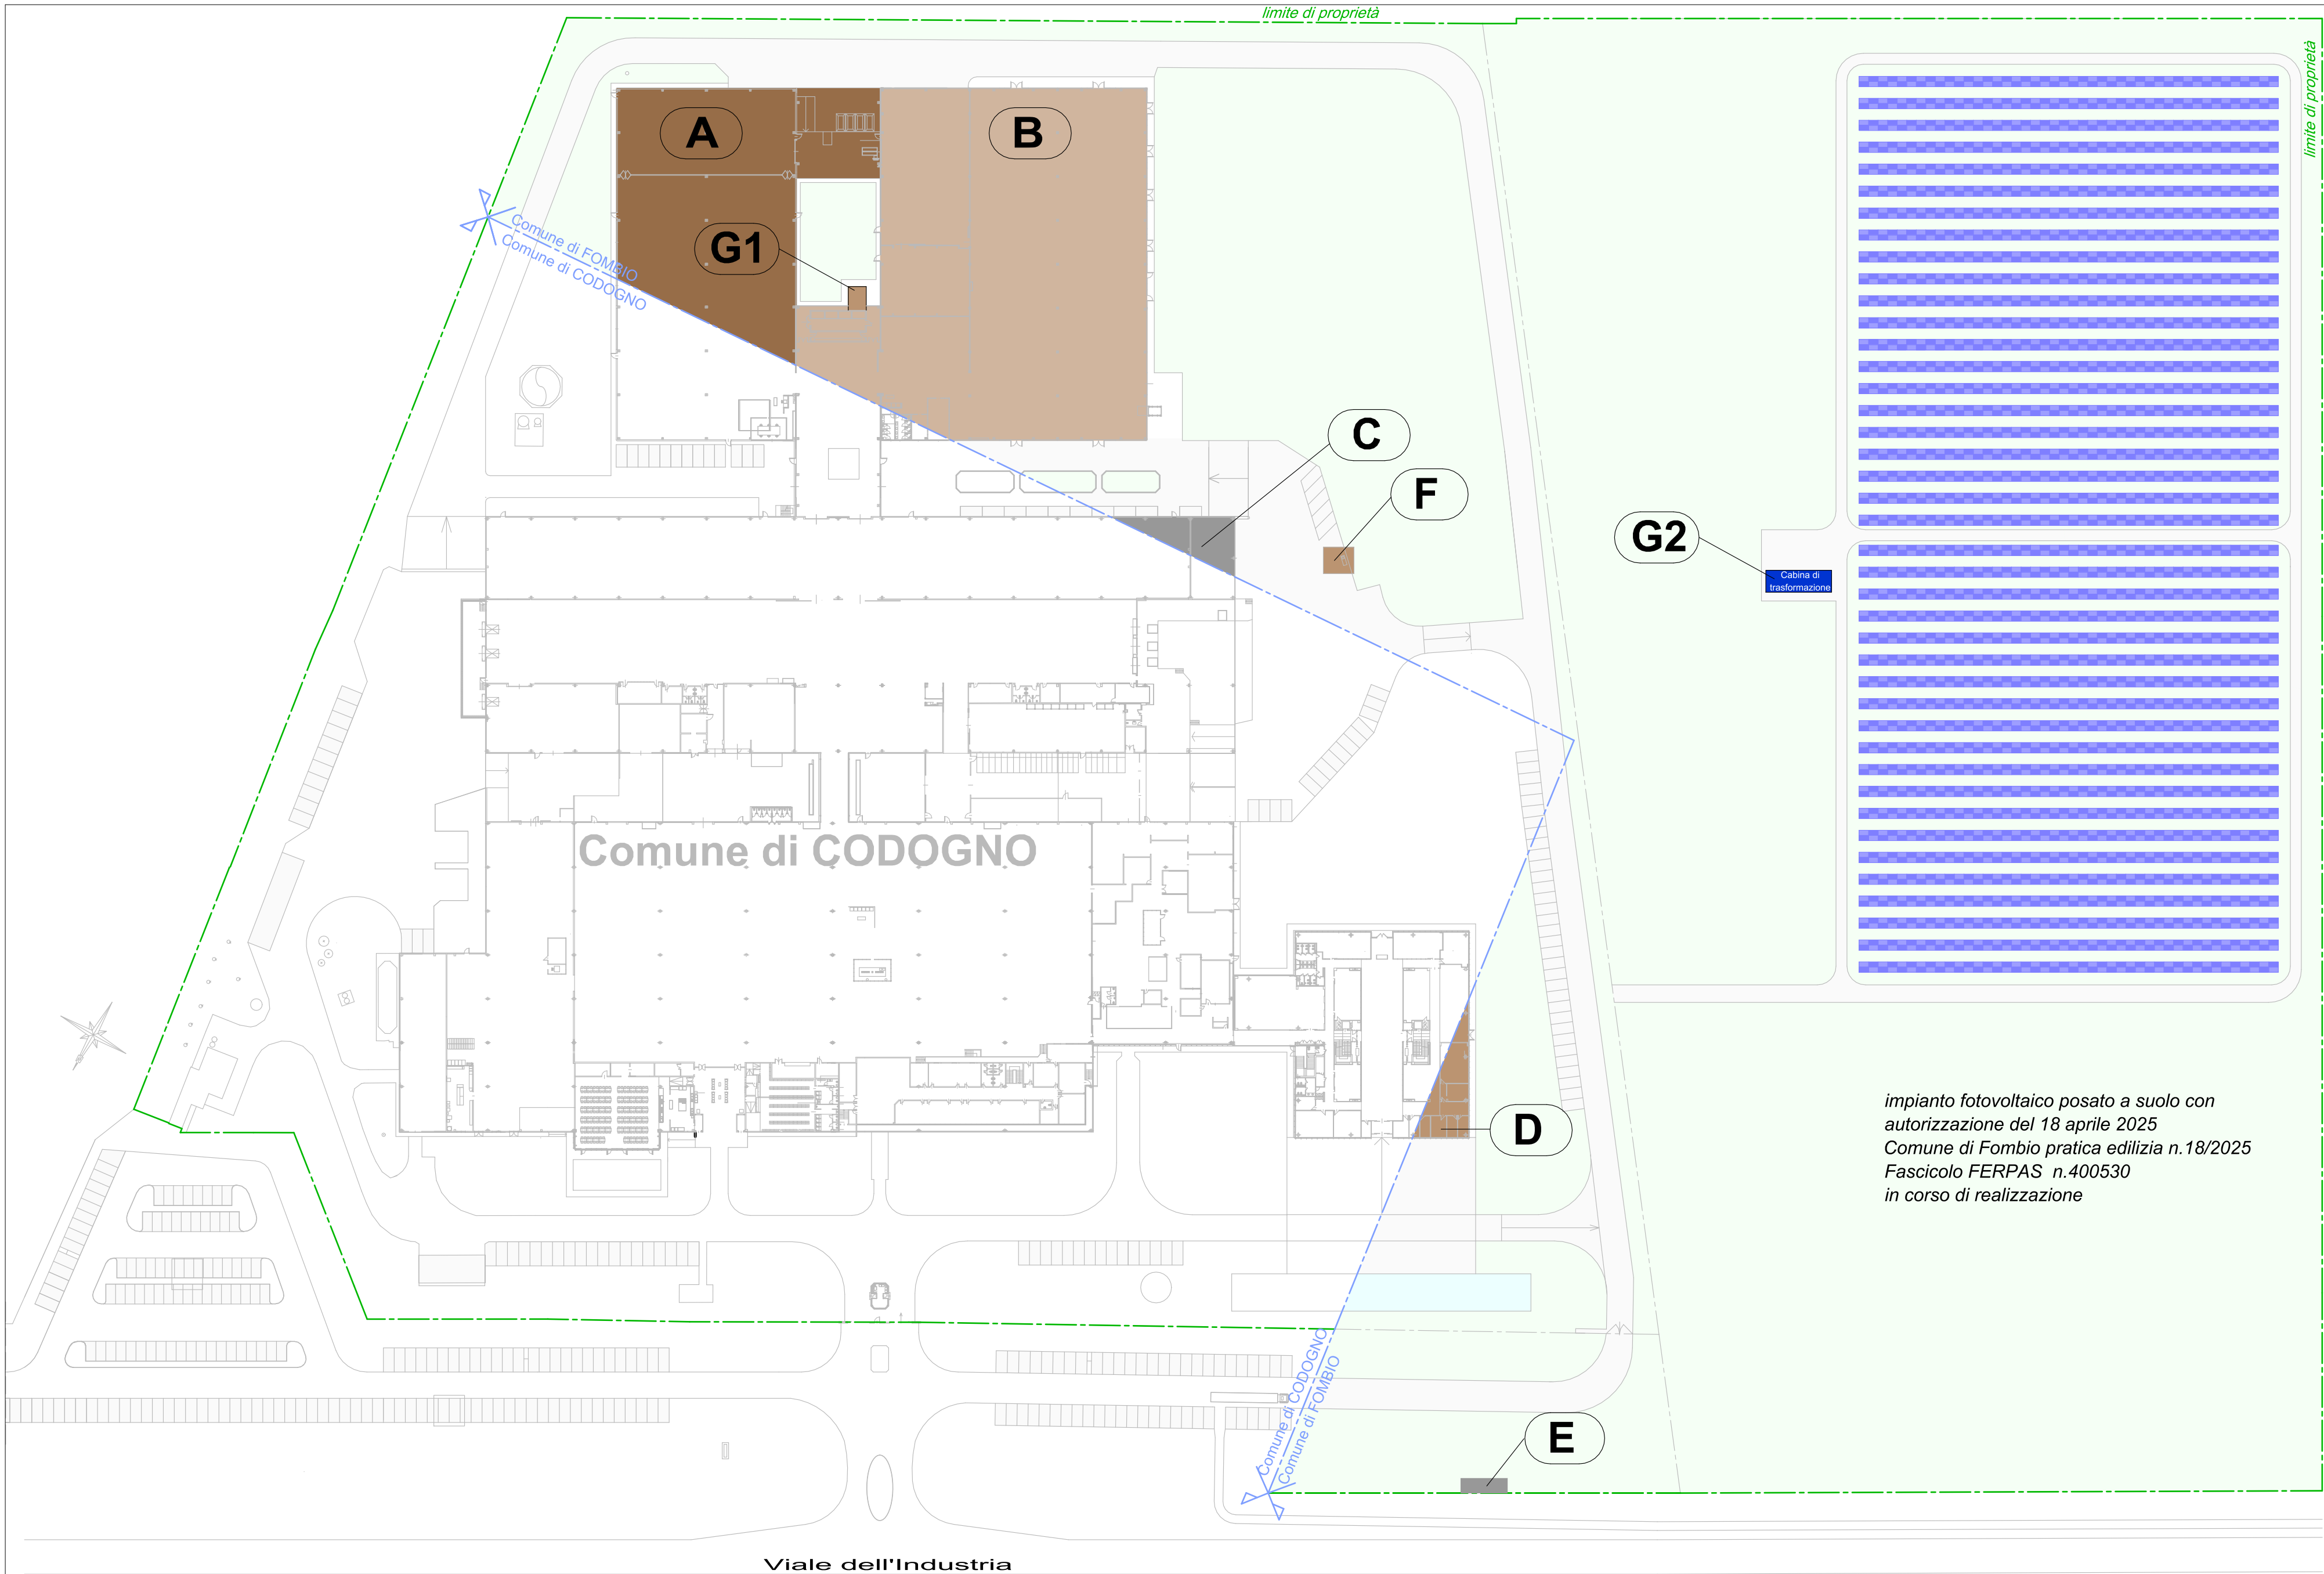 limite di proprietà
limite di proprietà
A
B
G1
Comune di FOMBIO
Comune di CODOGNO
C
F
G2
Cabina di
trasformazione
Comune di CODOGNO
D
impianto fotovoltaico posato a suolo con
autorizzazione del 18 aprile 2025
Comune di Fombio pratica edilizia n.18/2025
Fascicolo FERPAS n.400530
in corso di realizzazione
Comune di CODOGNO
Comune di FOMBIO
E
Viale dell'Industria